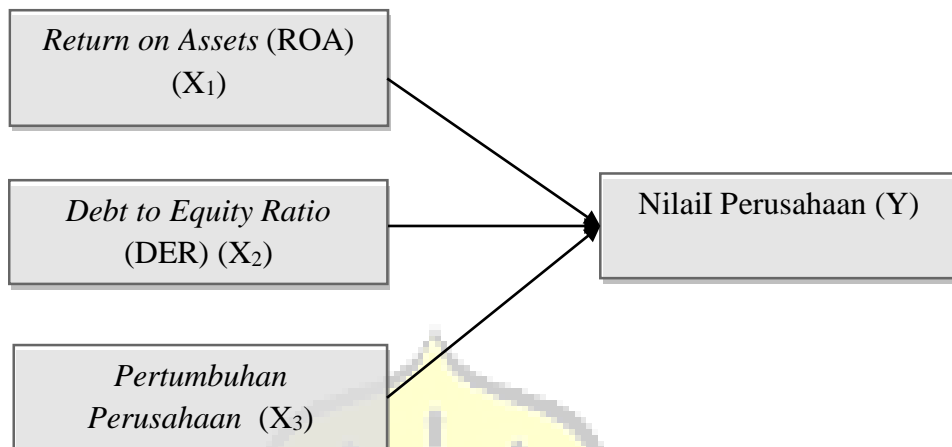 Return on Assets (ROA)
(X₁)
Debt to Equity Ratio
(DER) (X₂)
Pertumbuhan
Perusahaan (X₃)
NilaiI Perusahaan (Y)